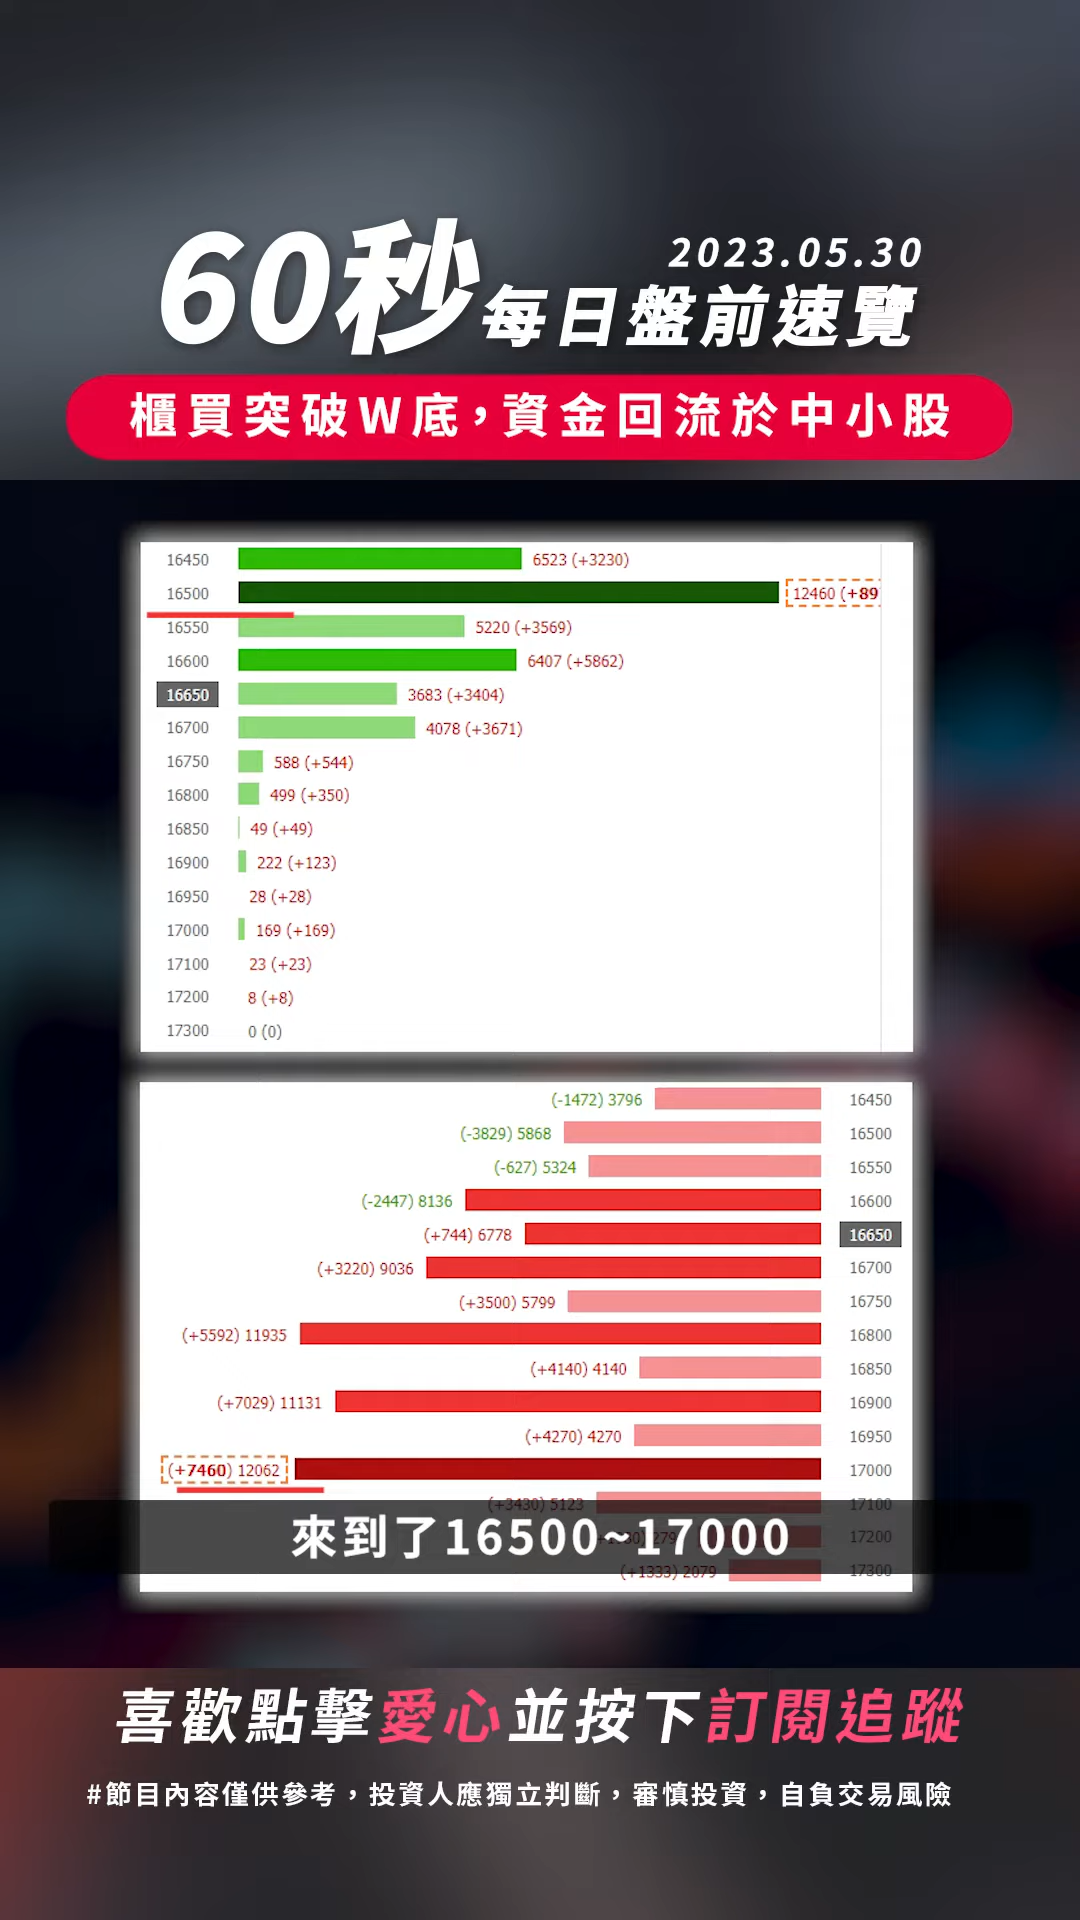 60秒
2023.05.30
每日盤前速覽
櫃買突破W底,資金回流於中小股
16450 6523 (+3230)
16500 12460 (+89
16550 5220 (+3569)
16600 6407 (+5862)
16650 3683 (+3404)
16700 4078 (+3671)
16750 588 (+544)
16800 499 (+350)
16850 49 (+49)
16900 222 (+123)
16950 28 (+28)
17000 169 (+169)
17100 23 (+23)
17200 8 (+8)
17300 0 (0)
(-1472) 3796 16450
(-3829) 5868 16500
(-627) 5324 16550
(-2447) 8136 16600
(+744) 6778 16650
(+3220) 9036 16700
(+3500) 5799 16750
(+5592) 11935 16800
(+4140) 4140 16850
(+7029) 11131 16900
(+4270) 4270 16950
(+7460) 12062 17000
(+3430) 5123 17100
17200
來到了16500~17000
(+1333) 2079 17300
喜歡點擊愛心並按下訂閱追蹤
#節目內容僅供參考,投資人應獨立判斷,審慎投資,自負交易風險